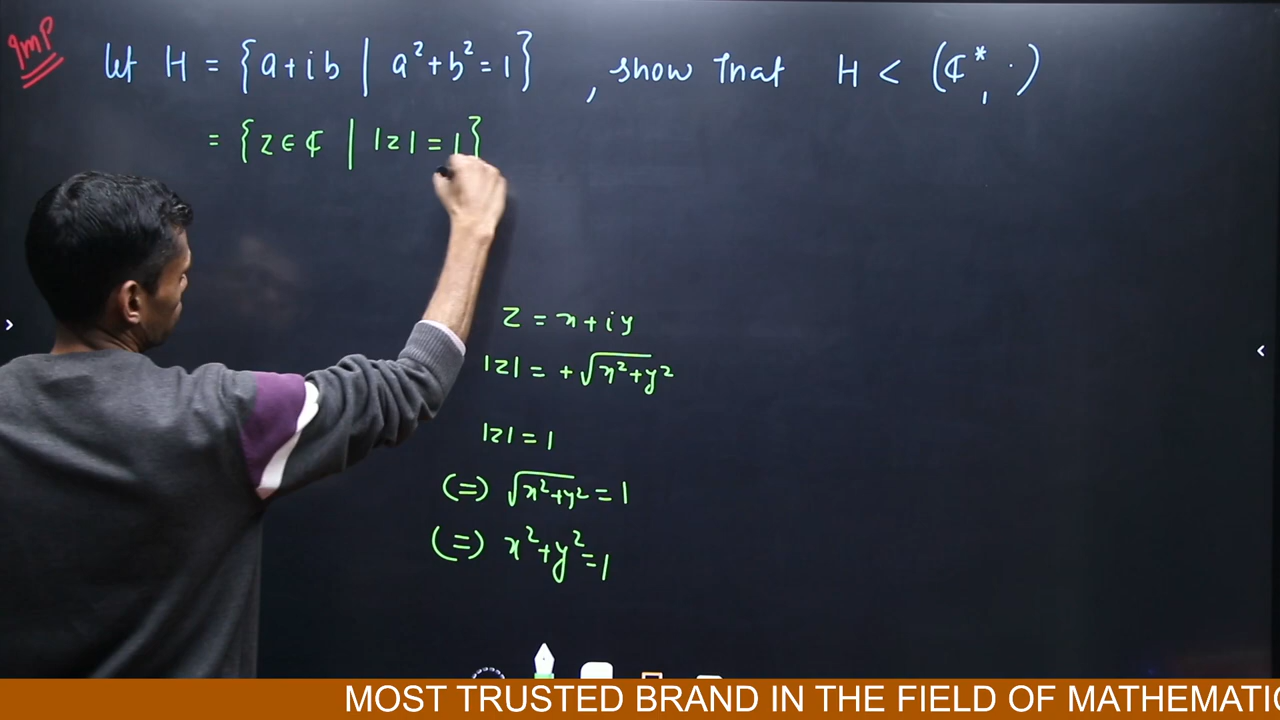 Imp
Let H = {a+ib | a²+b²=1}, show that H < (ℂ*, ·)
= {z∈ℂ | |z|=1}
z = x+iy
|z| = +√x²+y²
|z| = 1
(=) √x²+y² = 1
(=) x²+y²=1
MOST TRUSTED BRAND IN THE FIELD OF MATHEMATIC